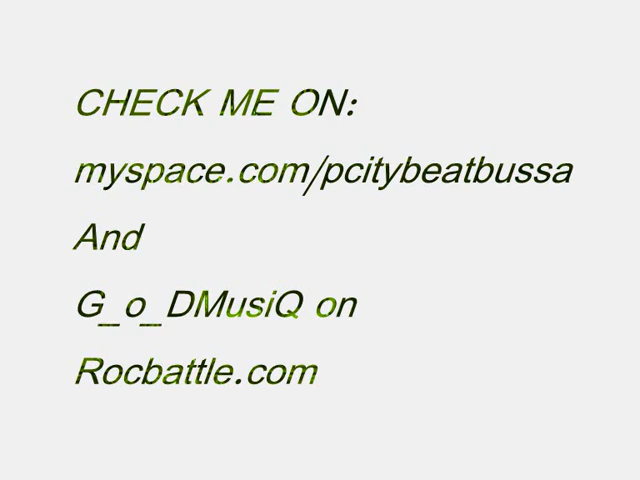 CHECK ME ON:
myspace.com/pcitybeatbussa
And
G_o_DMusiQ on
Rocbattle.com